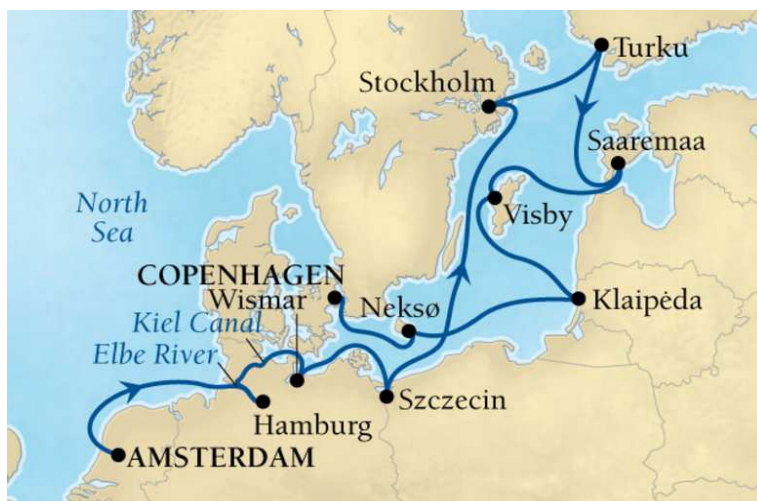 Turku
Stockholm
Saaremaa
North
Sea
Visby
COPENHAGEN
Wismar
Neksø
Klaipėda
Kiel Canal
Elbe River
Szczecin
Hamburg
AMSTERDAM